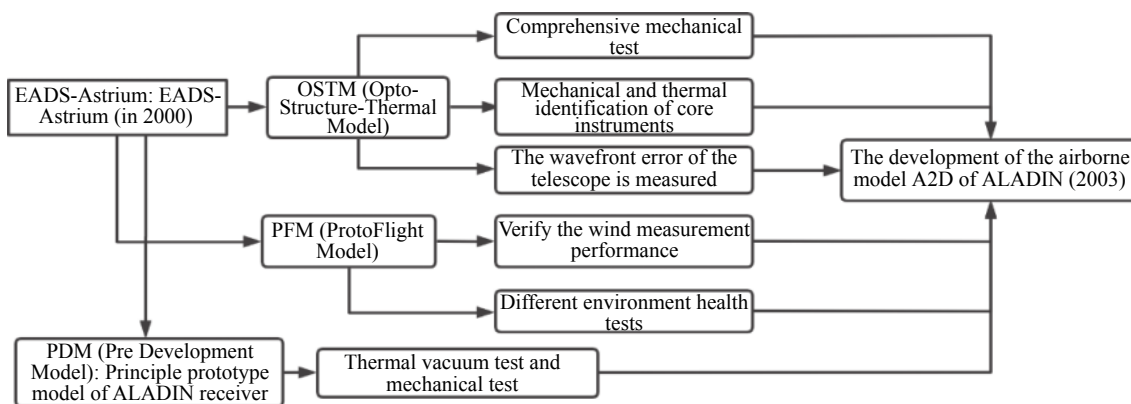 Comprehensive mechanical
test
EADS-Astrium: EADS-
Astrium (in 2000)
OSTM (Opto-
Structure-Thermal
Model)
Mechanical and thermal
identification of core
instruments
The wavefront error of the
telescope is measured
The development of the airborne
model A2D of ALADIN (2003)
PFM (ProtoFlight
Model)
Verify the wind measurement
performance
Different environment health
tests
PDM (Pre Development
Model): Principle prototype
model of ALADIN receiver
Thermal vacuum test and
mechanical test